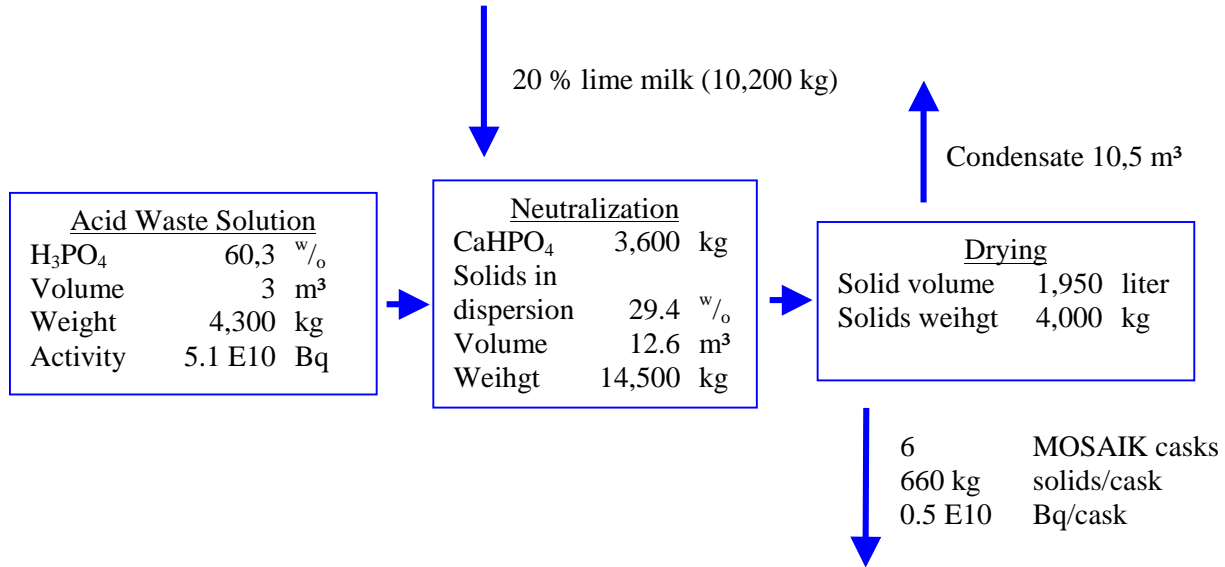 20 % lime milk (10,200 kg)
Condensate 10,5 m³
Acid Waste Solution
H₃PO₄ 60,3 ʷ/ₒ
Volume 3 m³
Weight 4,300 kg
Activity 5.1 E10 Bq
Neutralization
CaHPO₄ 3,600 kg
Solids in
dispersion 29.4 ʷ/ₒ
Volume 12.6 m³
Weihgt 14,500 kg
Drying
Solid volume 1,950 liter
Solids weihgt 4,000 kg
6 MOSAIK casks
660 kg solids/cask
0.5 E10 Bq/cask